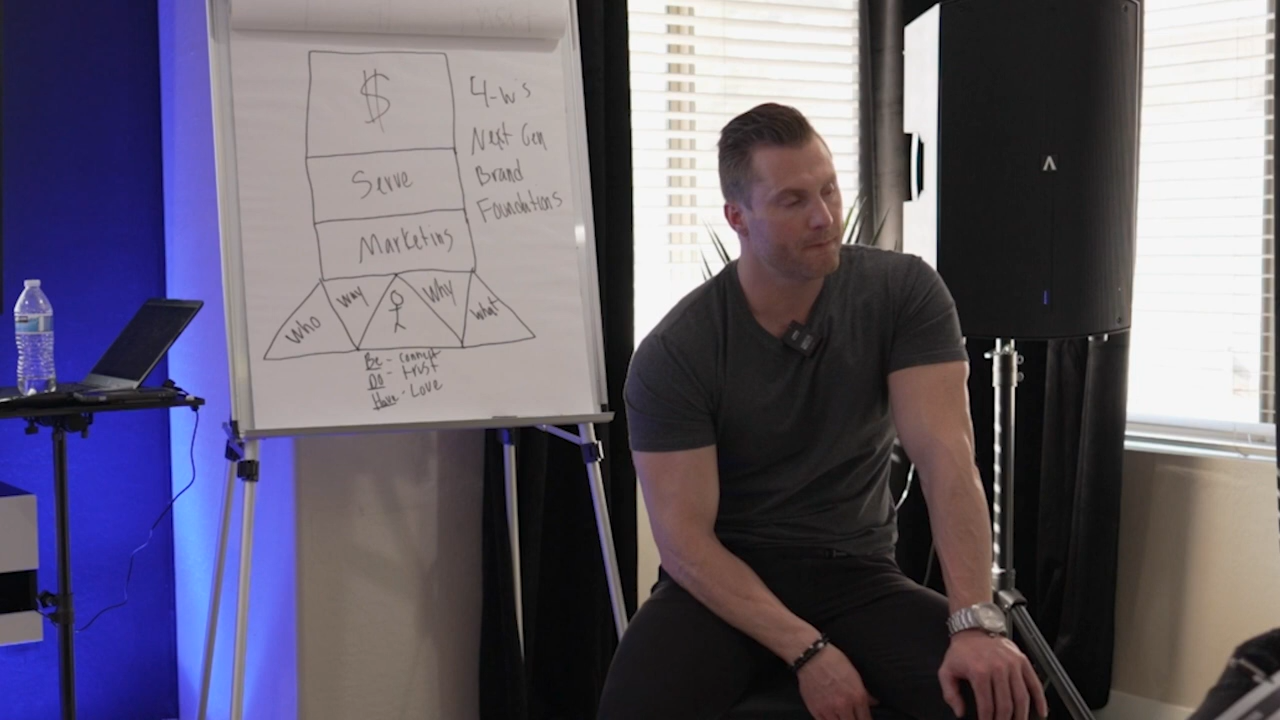 $
Serve
Marketing
Who
Way
Why
What
Be - Connect
Do - trust
Have - Love
4-W's
Next Gen
Brand
Foundations